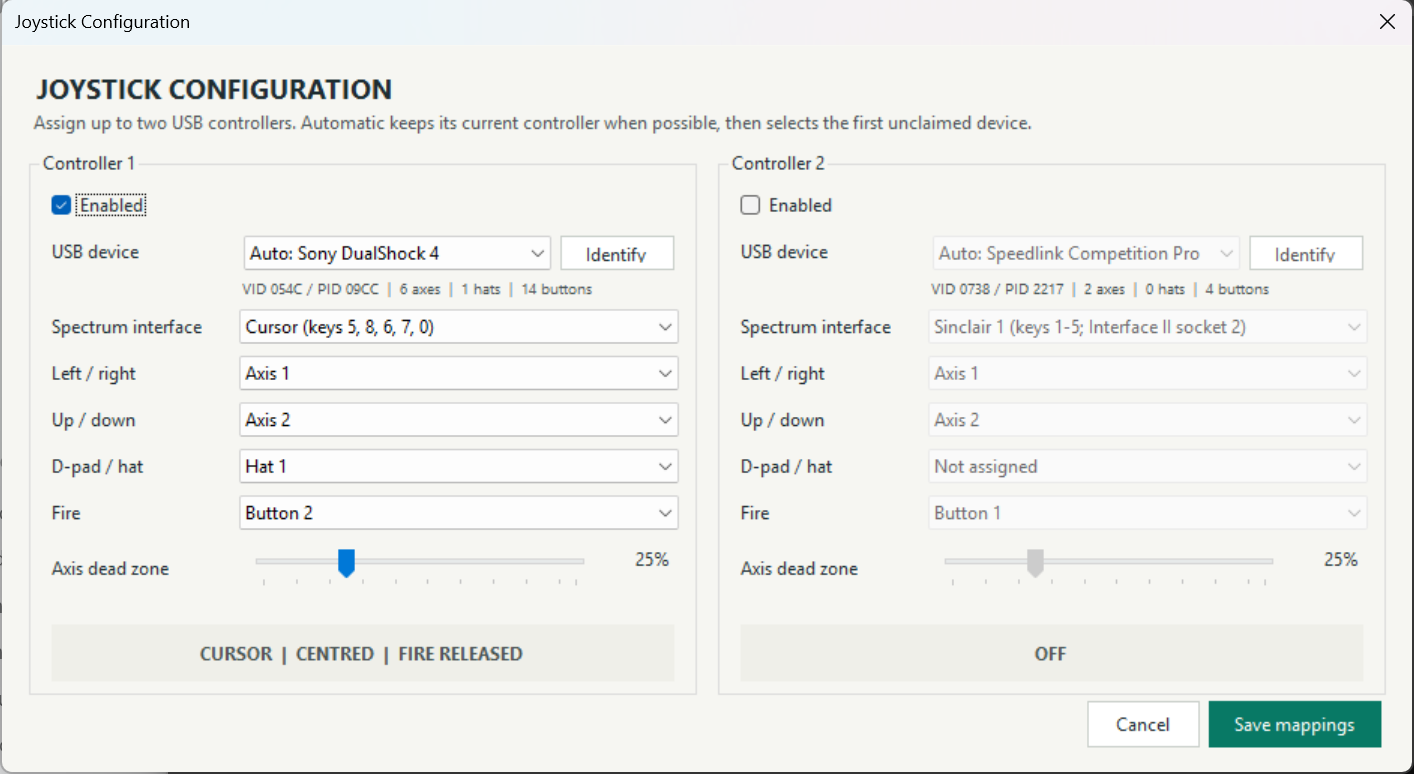 Joystick Configuration
JOYSTICK CONFIGURATION
Assign up to two USB controllers. Automatic keeps its current controller when possible, then selects the first unclaimed device.
Controller 1
Enabled
USB device
Auto: Sony DualShock 4
Identify
VID 054C / PID 09CC | 6 axes | 1 hats | 14 buttons
Spectrum interface
Cursor (keys 5, 8, 6, 7, 0)
Left / right
Axis 1
Up / down
Axis 2
D-pad / hat
Hat 1
Fire
Button 2
Axis dead zone
25%
CURSOR | CENTRED | FIRE RELEASED
Controller 2
Enabled
USB device
Auto: Speedlink Competition Pro
Identify
VID 0738 / PID 2217 | 2 axes | 0 hats | 4 buttons
Spectrum interface
Sinclair 1 (keys 1-5; Interface II socket 2)
Left / right
Axis 1
Up / down
Axis 2
D-pad / hat
Not assigned
Fire
Button 1
Axis dead zone
25%
OFF
Cancel
Save mappings